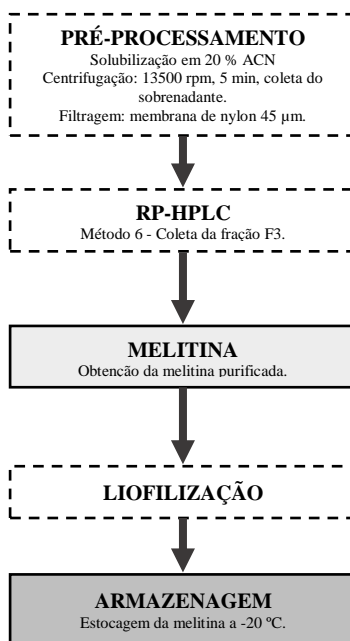 PRÉ-PROCESSAMENTO
Solubilização em 20 % ACN
Centrifugação: 13500 rpm, 5 min, coleta do
sobrenadante.
Filtragem: membrana de nylon 45 µm.
RP-HPLC
Método 6 - Coleta da fração F3.
MELITINA
Obtenção da melitina purificada.
LIOFILIZAÇÃO
ARMAZENAGEM
Estocagem da melitina a -20 ºC.